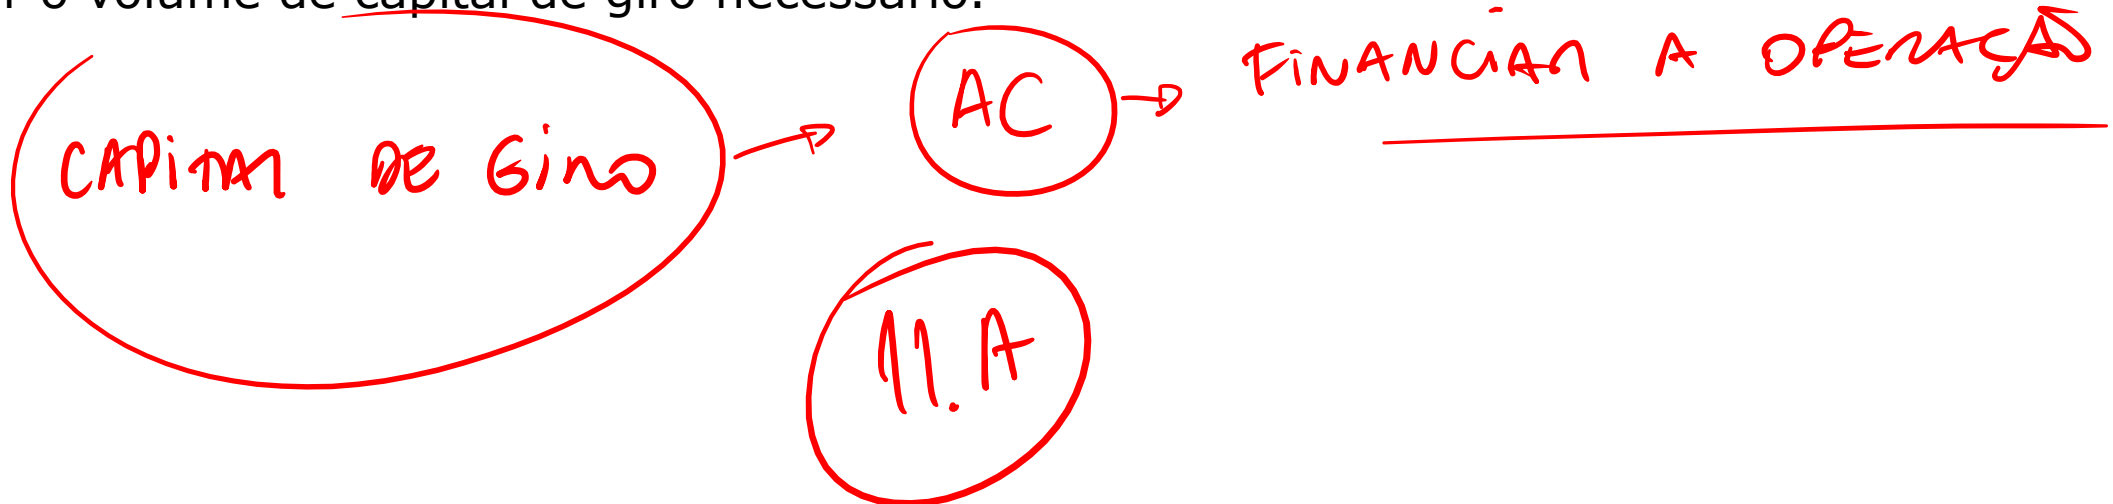 o volume de capital de giro necessário.
CAPITAL DE GIRO
AC
FINANCIAR A OPERAÇÃO
11. A